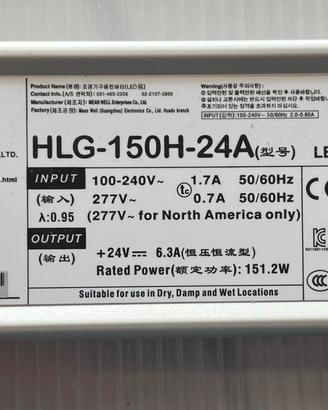 Product Name (품명): 조명기구용컨버터(LED용)
Contact Info.(A/S 연락처) : 031-465-2206 02-2107-5800
Manufacturer (제조자): MEAN WELL Enterprises Co., Ltd.
Factory (제조공장): Mean Well (Guangzhou) Electronics Co., Ltd. Huadu branch
Warning(사용상 주의사항) :
INPUT(입력):100-240V~ 50/60Hz 2.0-0.85A
LTD.
.html
HLG-150H-24A(型号)
LE
INPUT 100-240V~ tc 1.7A 50/60Hz
(输入) 277V~ 0.7A 50/60Hz
λ:0.95 (277V~ for North America only)
OUTPUT +24V⎓ 6.3A(恒压恒流型)
(输出) Rated Power(额定功率):151.2W
Suitable for use in Dry, Damp and Wet Locations